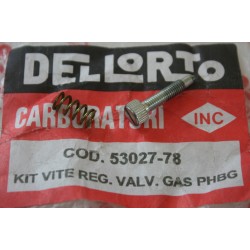 DELLORTO
CARBURATORI
INC
COD. 53027-78
KIT VITE REG. VALV. GAS PHBG